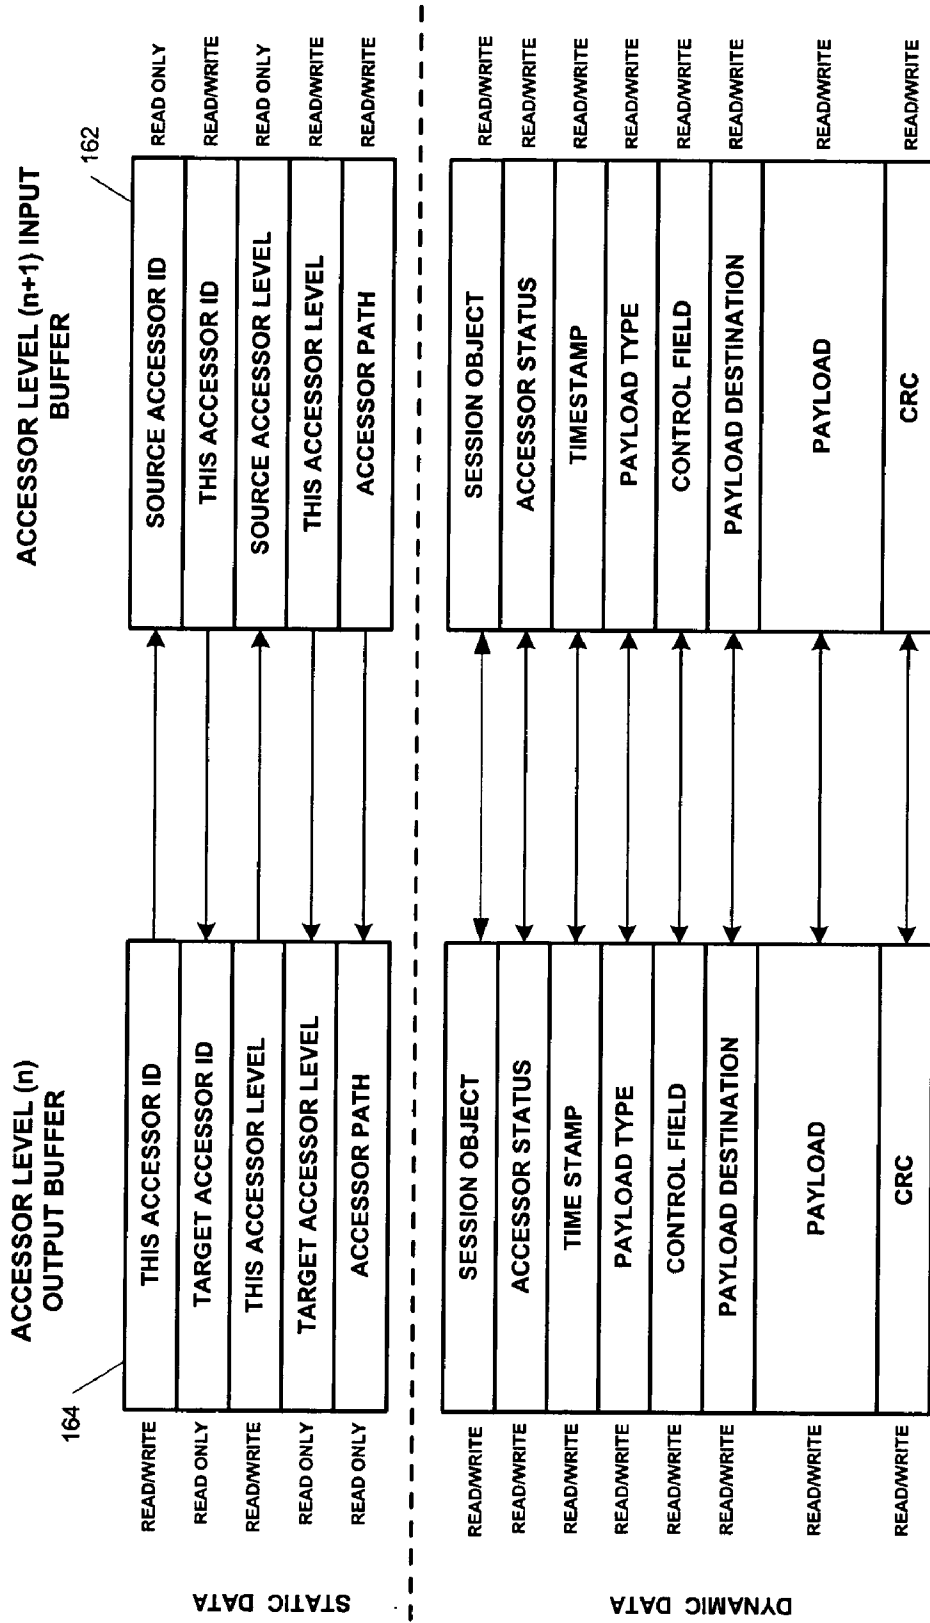 ACCESSOR LEVEL (n)
OUTPUT BUFFER
ACCESSOR LEVEL (n+1) INPUT
BUFFER
164
162
STATIC DATA
READ/WRITE
THIS ACCESSOR ID
SOURCE ACCESSOR ID
READ ONLY
READ ONLY
TARGET ACCESSOR ID
THIS ACCESSOR ID
READ/WRITE
READ/WRITE
THIS ACCESSOR LEVEL
SOURCE ACCESSOR LEVEL
READ ONLY
READ ONLY
TARGET ACCESSOR LEVEL
THIS ACCESSOR LEVEL
READ/WRITE
READ ONLY
ACCESSOR PATH
ACCESSOR PATH
READ/WRITE
DYNAMIC DATA
READ/WRITE
SESSION OBJECT
SESSION OBJECT
READ/WRITE
READ/WRITE
ACCESSOR STATUS
ACCESSOR STATUS
READ/WRITE
READ/WRITE
TIME STAMP
TIMESTAMP
READ/WRITE
READ/WRITE
PAYLOAD TYPE
PAYLOAD TYPE
READ/WRITE
READ/WRITE
CONTROL FIELD
CONTROL FIELD
READ/WRITE
READ/WRITE
PAYLOAD DESTINATION
PAYLOAD DESTINATION
READ/WRITE
READ/WRITE
PAYLOAD
PAYLOAD
READ/WRITE
READ/WRITE
CRC
CRC
READ/WRITE